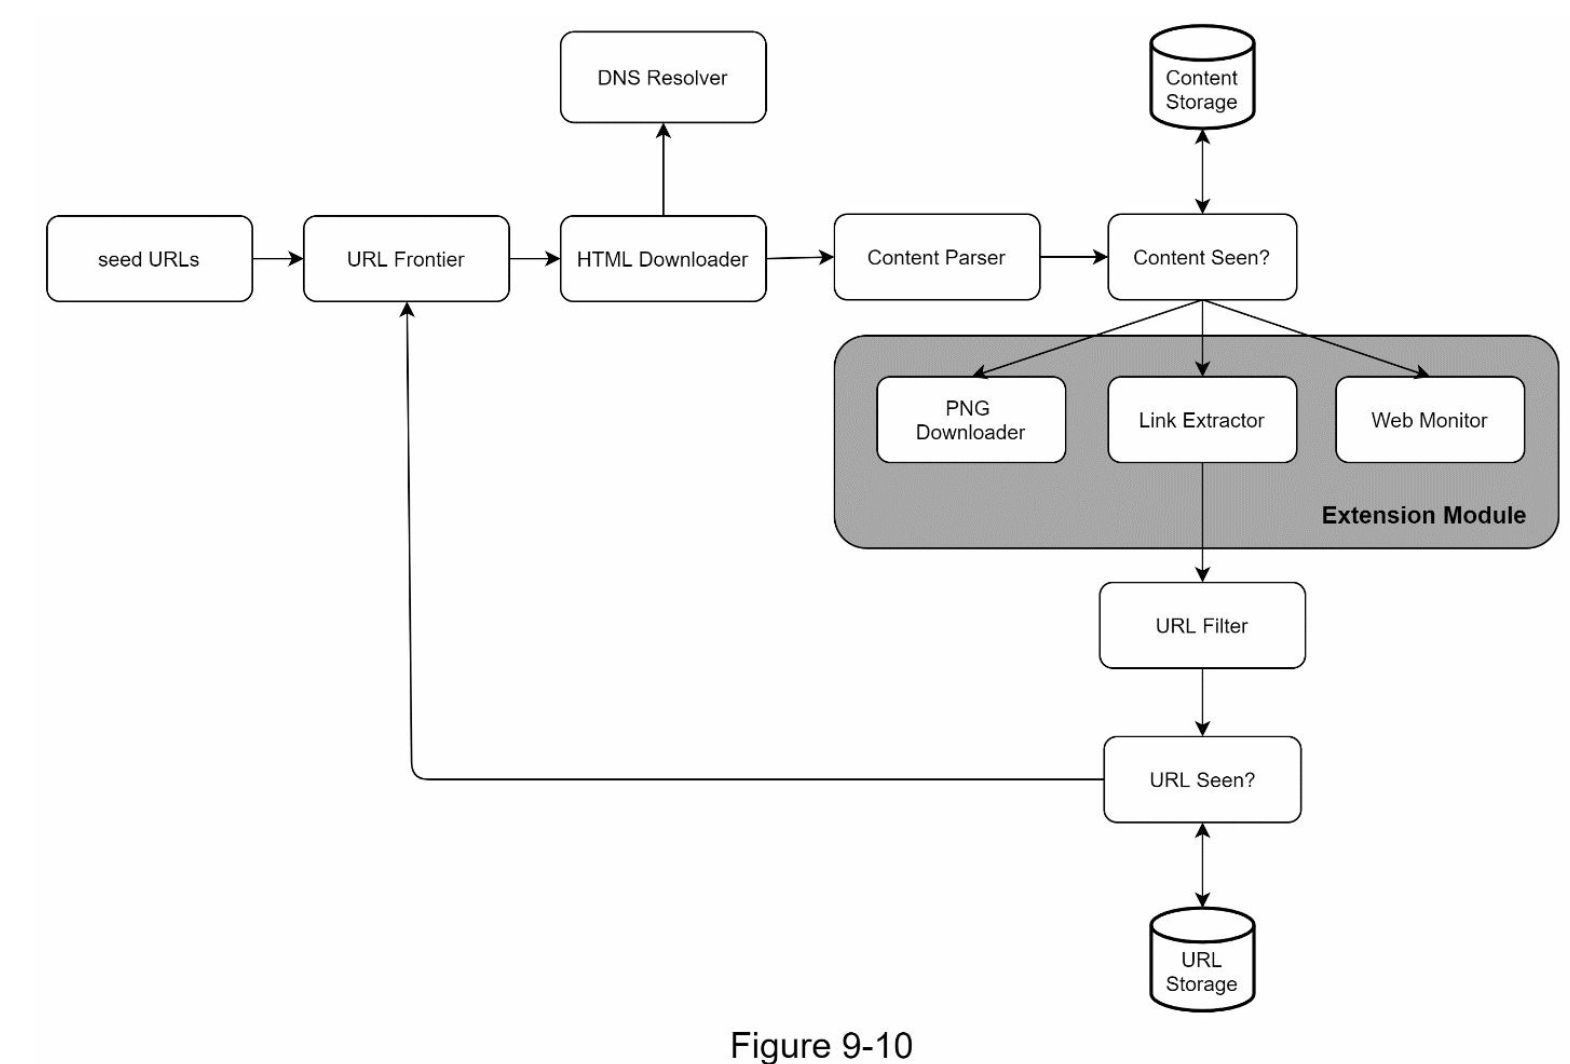 DNS Resolver
Content
Storage
seed URLs
URL Frontier
HTML Downloader
Content Parser
Content Seen?
PNG
Downloader
Link Extractor
Web Monitor
Extension Module
URL Filter
URL Seen?
URL
Storage
Figure 9-10